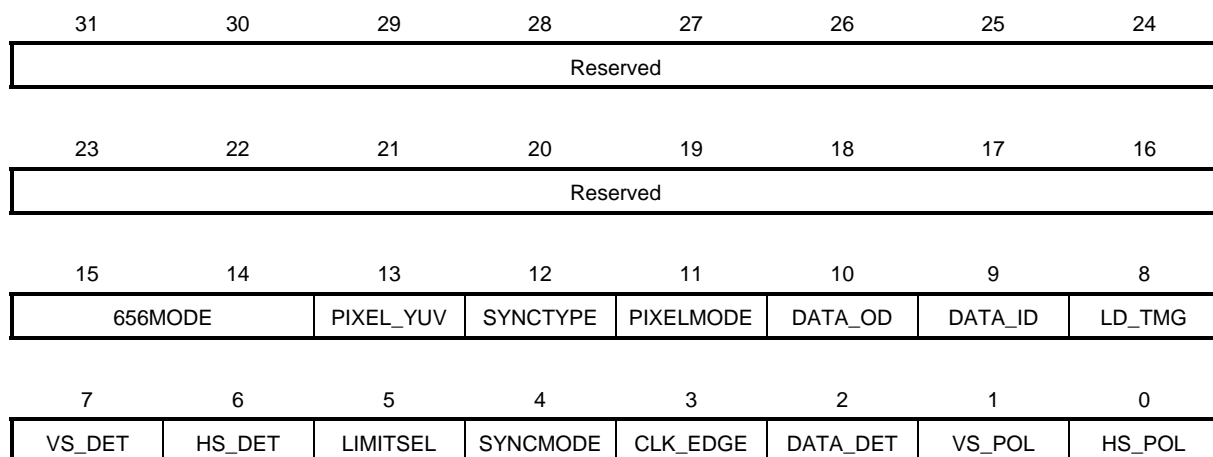 31 30 29 28 27 26 25 24
Reserved
23 22 21 20 19 18 17 16
Reserved
15 14 13 12 11 10 9 8
656MODE PIXEL_YUV SYNCTYPE PIXELMODE DATA_OD DATA_ID LD_TMG
7 6 5 4 3 2 1 0
VS_DET HS_DET LIMITSEL SYNCMODE CLK_EDGE DATA_DET VS_POL HS_POL